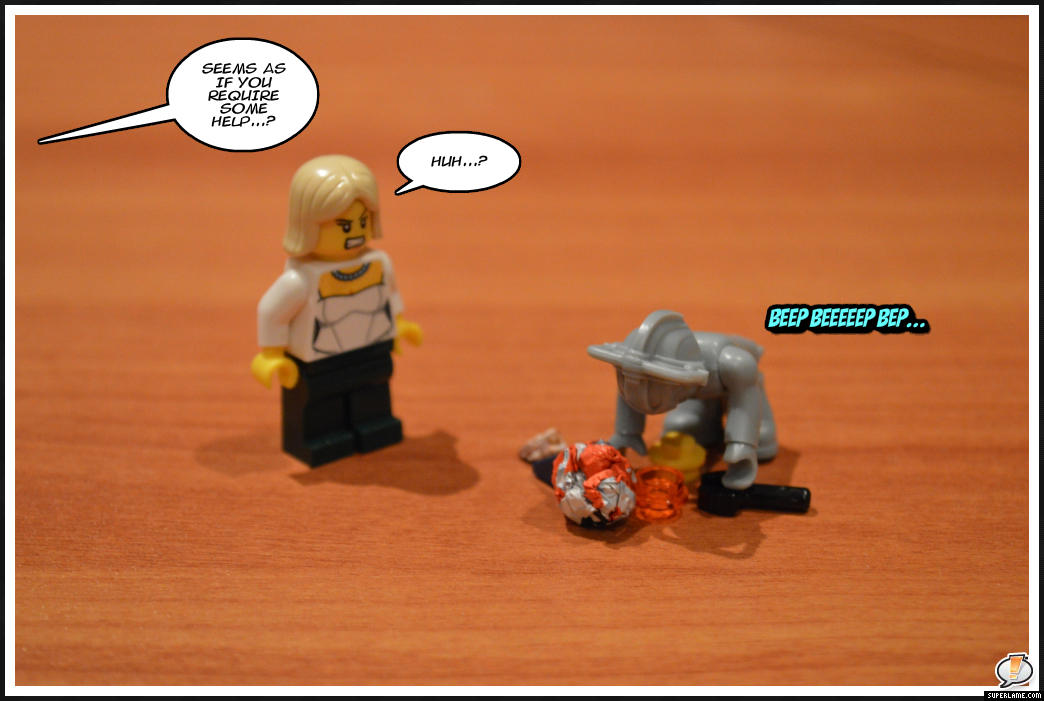 SEEMS AS
IF YOU
REQUIRE
SOME
HELP...?
HUH...?
BEEP BEEEEEP BEP...
SUPERLAME.COM